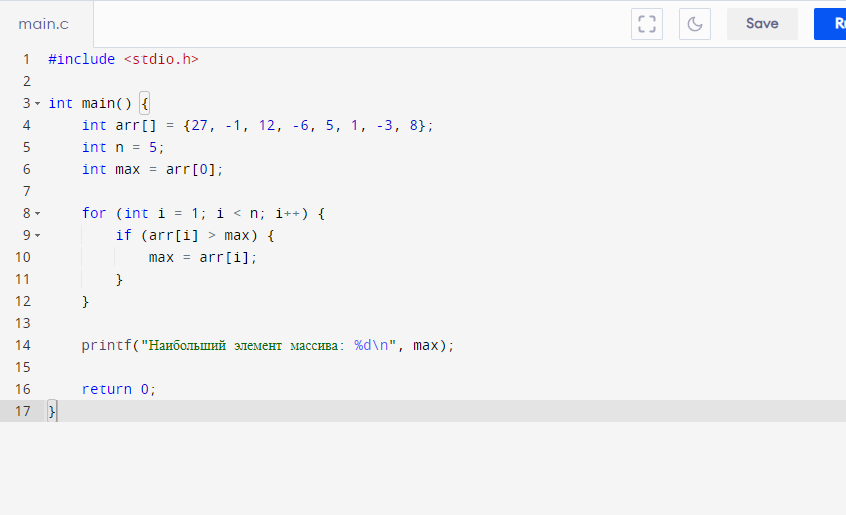 main.c
Save
1 #include <stdio.h>
2
3 int main() {
4     int arr[] = {27, -1, 12, -6, 5, 1, -3, 8};
5     int n = 5;
6     int max = arr[0];
7
8     for (int i = 1; i < n; i++) {
9         if (arr[i] > max) {
10             max = arr[i];
11         }
12     }
13
14     printf("Наибольший элемент массива: %d\n", max);
15
16     return 0;
17 }